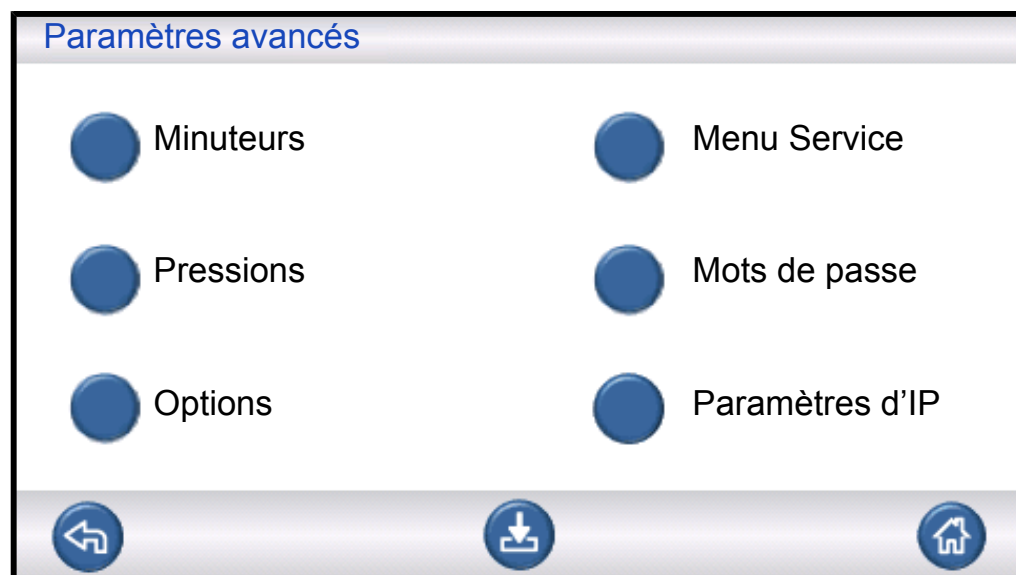 Paramètres avancés
Minuteurs
Menu Service
Pressions
Mots de passe
Options
Paramètres d’IP